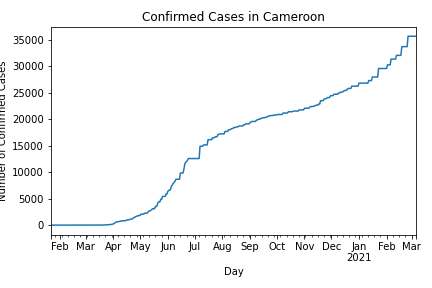 Confirmed Cases in Cameroon
Number of Confirmed Cases
35000
30000
25000
20000
15000
10000
5000
0
Feb Mar Apr May Jun Jul Aug Sep Oct Nov Dec Jan Feb Mar
2021
Day